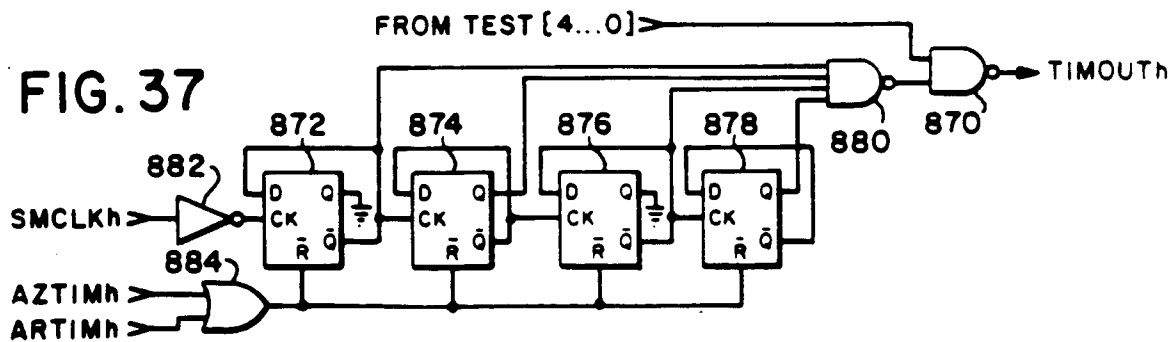 FROM TEST [4...0]
TIMOUTh
FIG. 37
880
870
872
874
876
878
882
D Q
D Q
D Q
D Q
SMCLKh
CK
CK
CK
CK
R̄ Q̄
R̄ Q̄
R̄ Q̄
R̄ Q̄
884
AZTIMh
ARTIMh